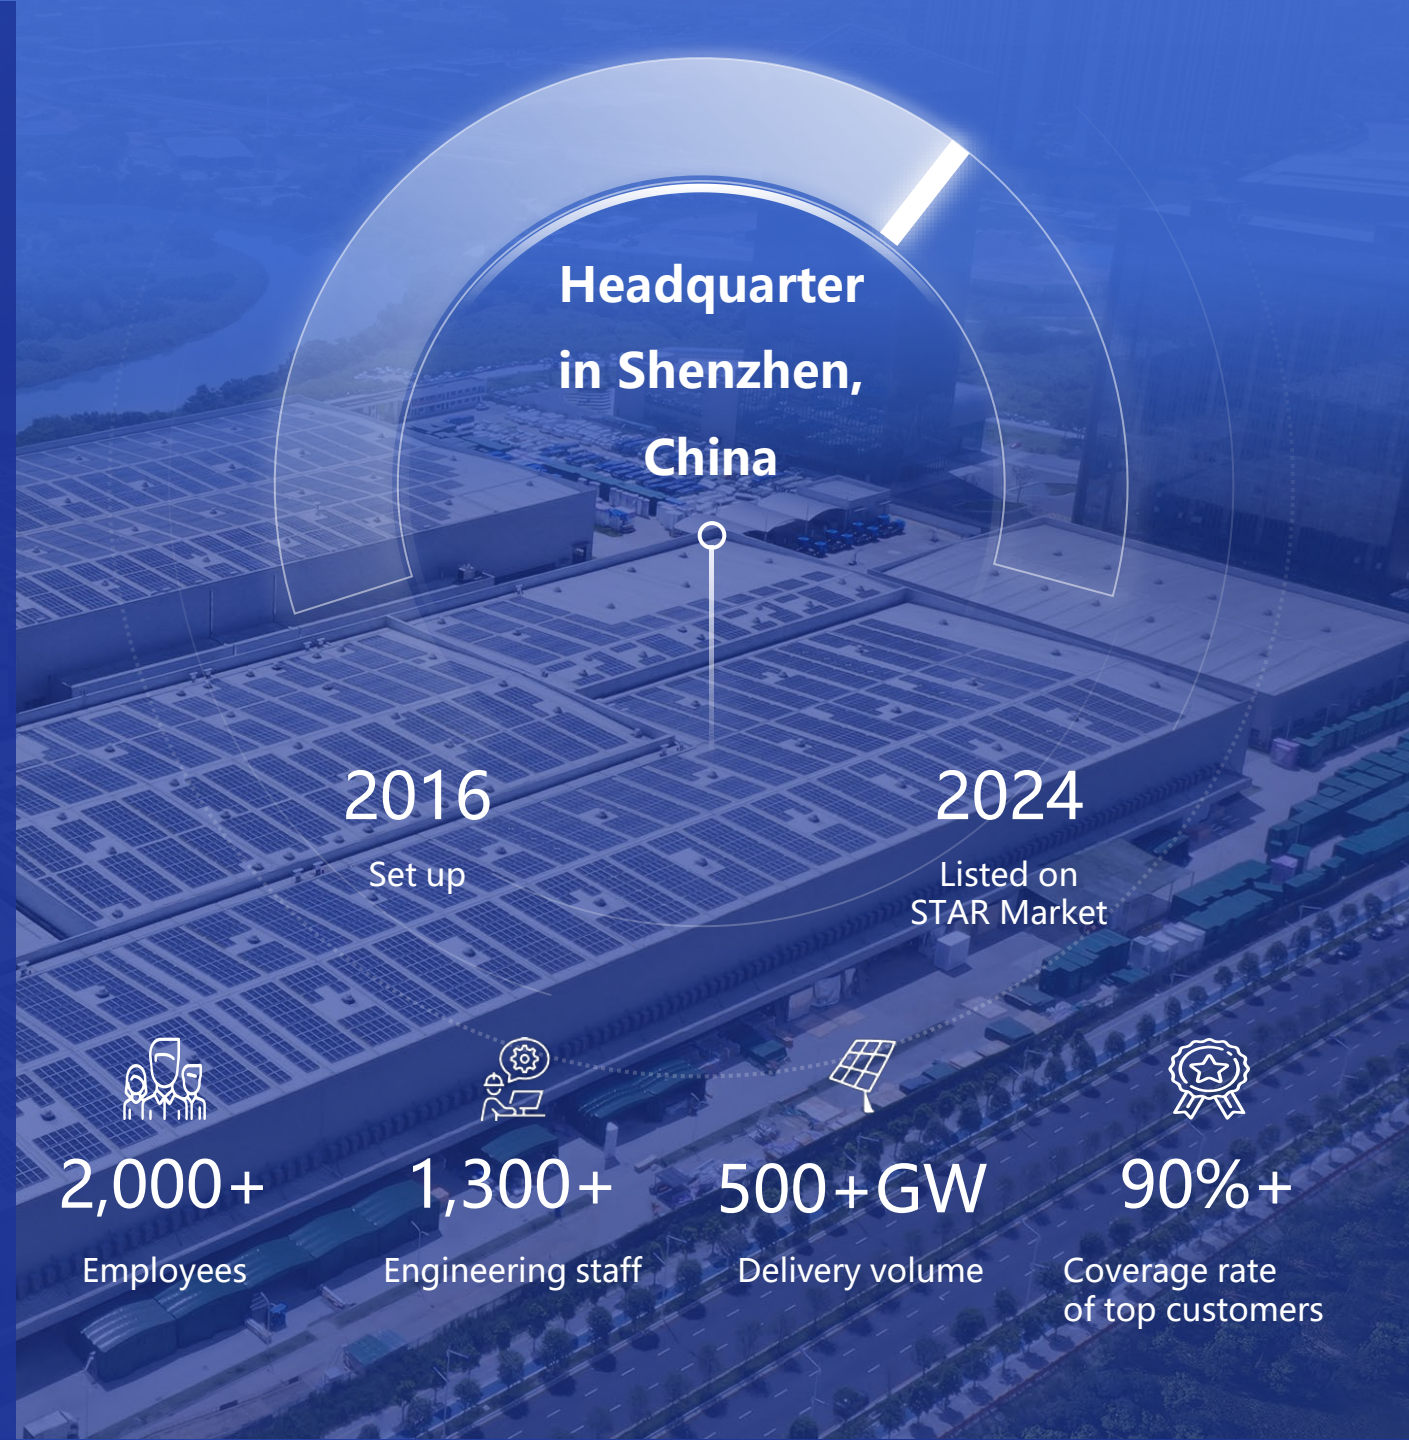 Headquarter
in Shenzhen,
China
2016
Set up
2024
Listed on
STAR Market
2,000+
Employees
1,300+
Engineering staff
500+GW
Delivery volume
90%+
Coverage rate
of top customers